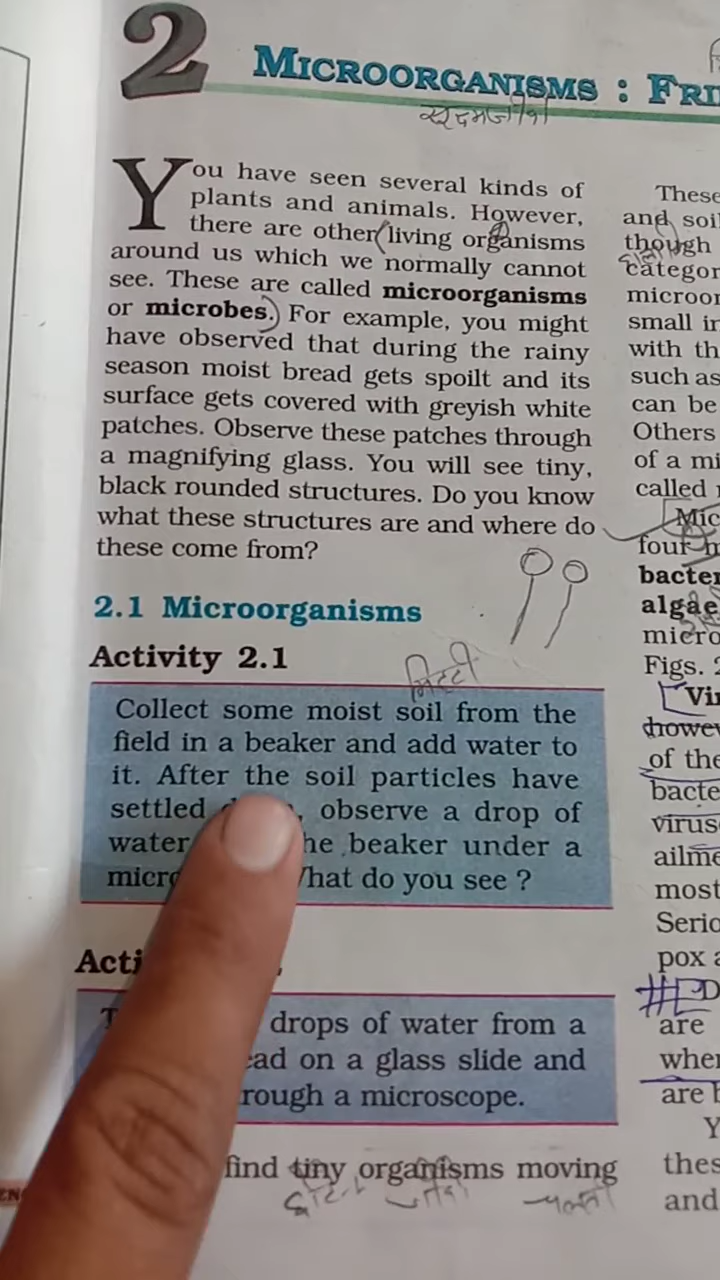 2
MICROORGANISMS : FRI
सूक्ष्मजीवो
You have seen several kinds of
plants and animals. However,
there are other living organisms
around us which we normally cannot
see. These are called microorganisms
or microbes. For example, you might
have observed that during the rainy
season moist bread gets spoilt and its
surface gets covered with greyish white
patches. Observe these patches through
a magnifying glass. You will see tiny,
black rounded structures. Do you know
what these structures are and where do
these come from?
2.1 Microorganisms
Activity 2.1
मिट्टी
Collect some moist soil from the
field in a beaker and add water to
it. After the soil particles have
settled , observe a drop of
water he beaker under a
micro What do you see ?
Acti
drops of water from a
ead on a glass slide and
rough a microscope.
find tiny organisms moving
These
and soil
though
categor
microor
small in
with th
such as
can be
Others
of a mi
called
Mic
four m
bacter
algae
micro
Figs. 2
Vir
howev
of the
bacte
virus
ailme
most
Serio
pox a
D
are
wher
are b
Y
thes
and